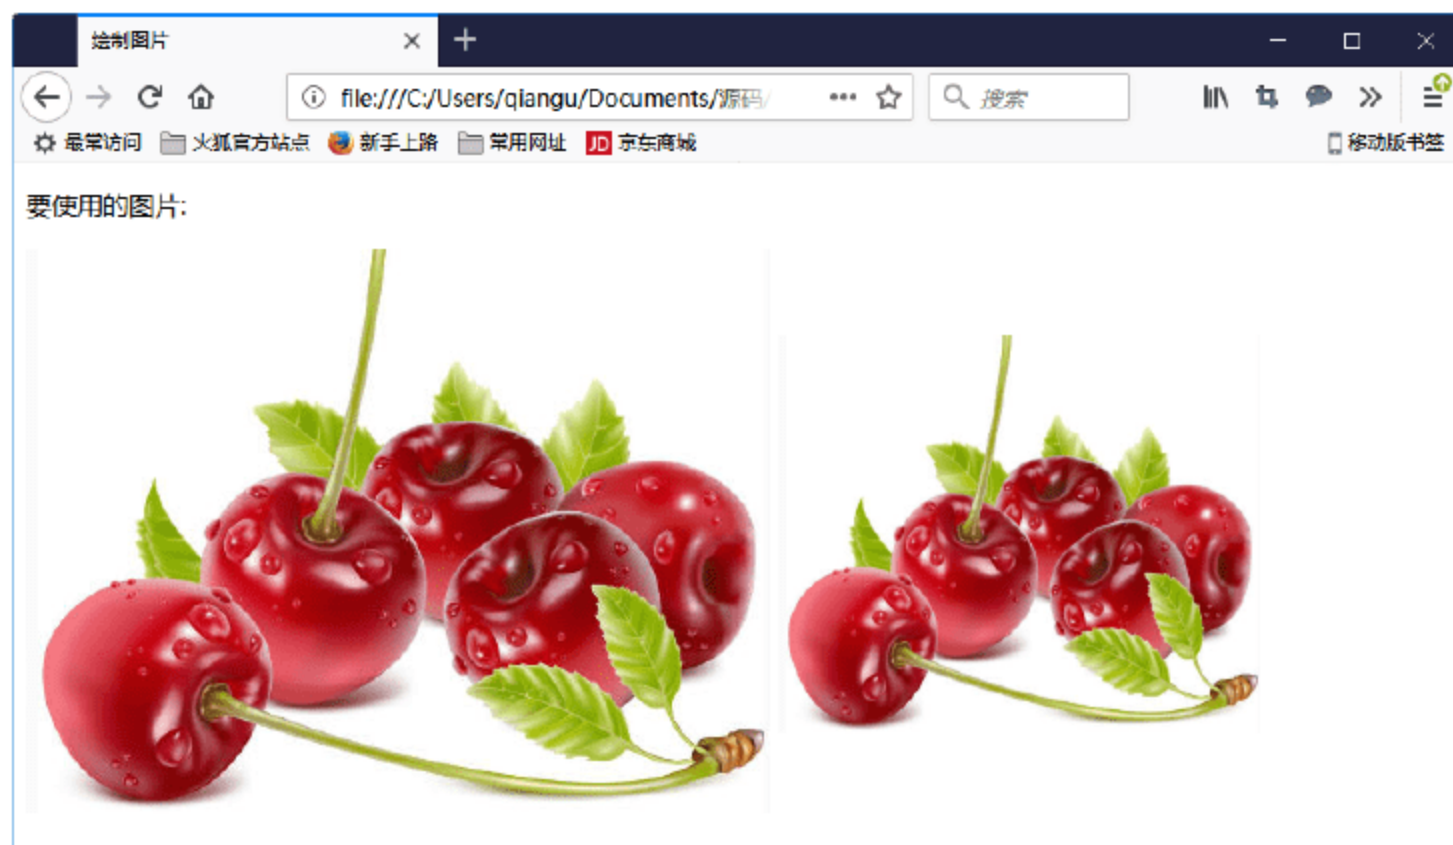 绘制图片
file:///C:/Users/qiangu/Documents/源码/
搜索
最常访问 火狐官方站点 新手上路 常用网址 JD 京东商城 移动版书签
要使用的图片: